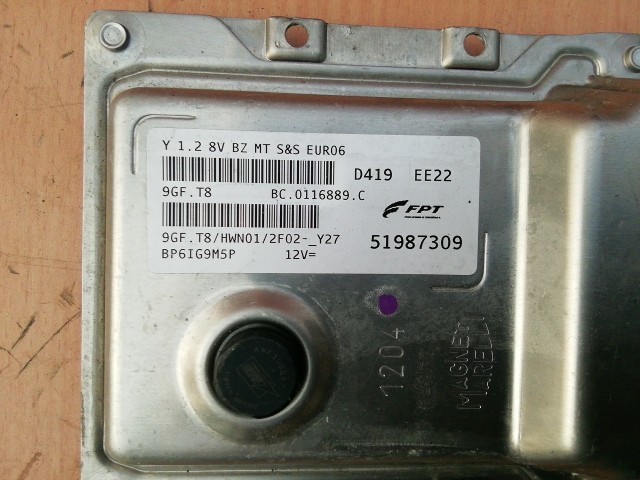 Y 1.2 8V BZ MT S&S EUR06
D419 EE22
9GF.T8 BC.0116889.C
FPT
9GF.T8/HWN01/2F02-_Y27 51987309
BP6IG9M5P 12V=
1204
MAGNETI
MARELLI